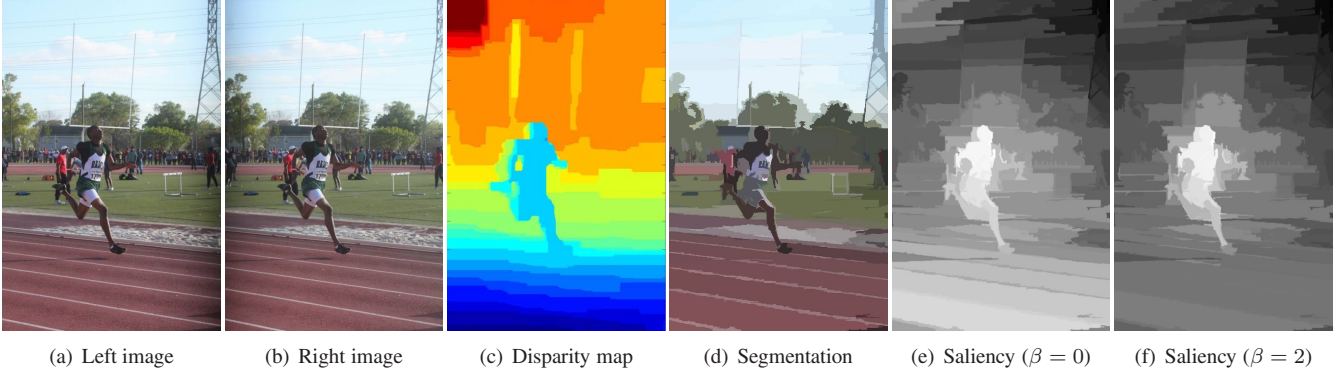 (a) Left image
(b) Right image
(c) Disparity map
(d) Segmentation
(e) Saliency (β = 0)
(f) Saliency (β = 2)